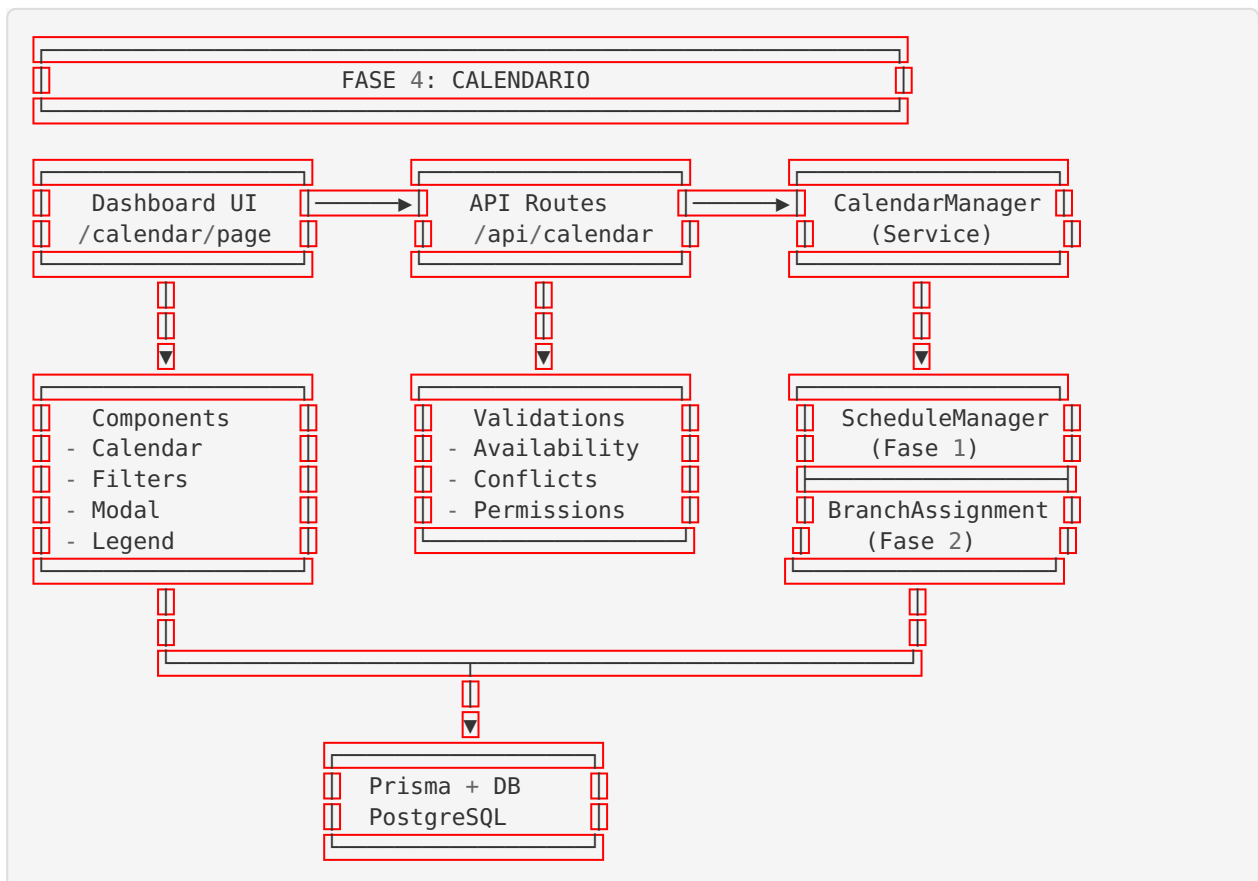 FASE 4: CALENDARIO
Dashboard UI
/calendar/page
API Routes
/api/calendar
CalendarManager
(Service)
Components
- Calendar
- Filters
- Modal
- Legend
Validations
- Availability
- Conflicts
- Permissions
ScheduleManager
(Fase 1)
BranchAssignment
(Fase 2)
Prisma + DB
PostgreSQL